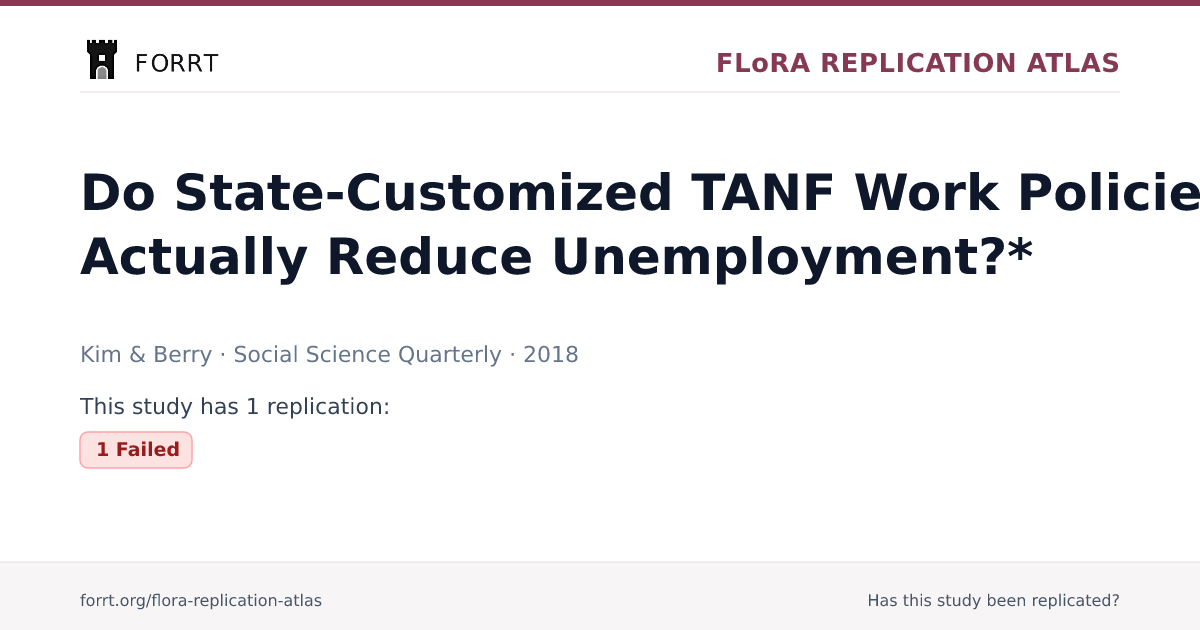 FORRT
FLoRA REPLICATION ATLAS
Do State-Customized TANF Work Policie
Actually Reduce Unemployment?*
Kim & Berry · Social Science Quarterly · 2018
This study has 1 replication:
1 Failed
forrt.org/flora-replication-atlas
Has this study been replicated?